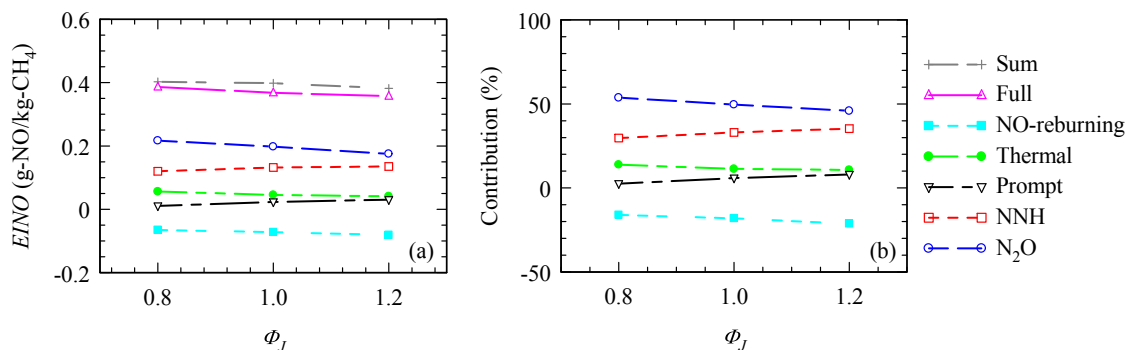 0.6
0.4
0.2
0
-0.2
EINO (g-NO/kg-CH₄)
0.8
1.0
1.2
Φ_J
(a)
100
50
0
-50
Contribution (%)
0.8
1.0
1.2
Φ_J
(b)
Sum
Full
NO-reburning
Thermal
Prompt
NNH
N₂O